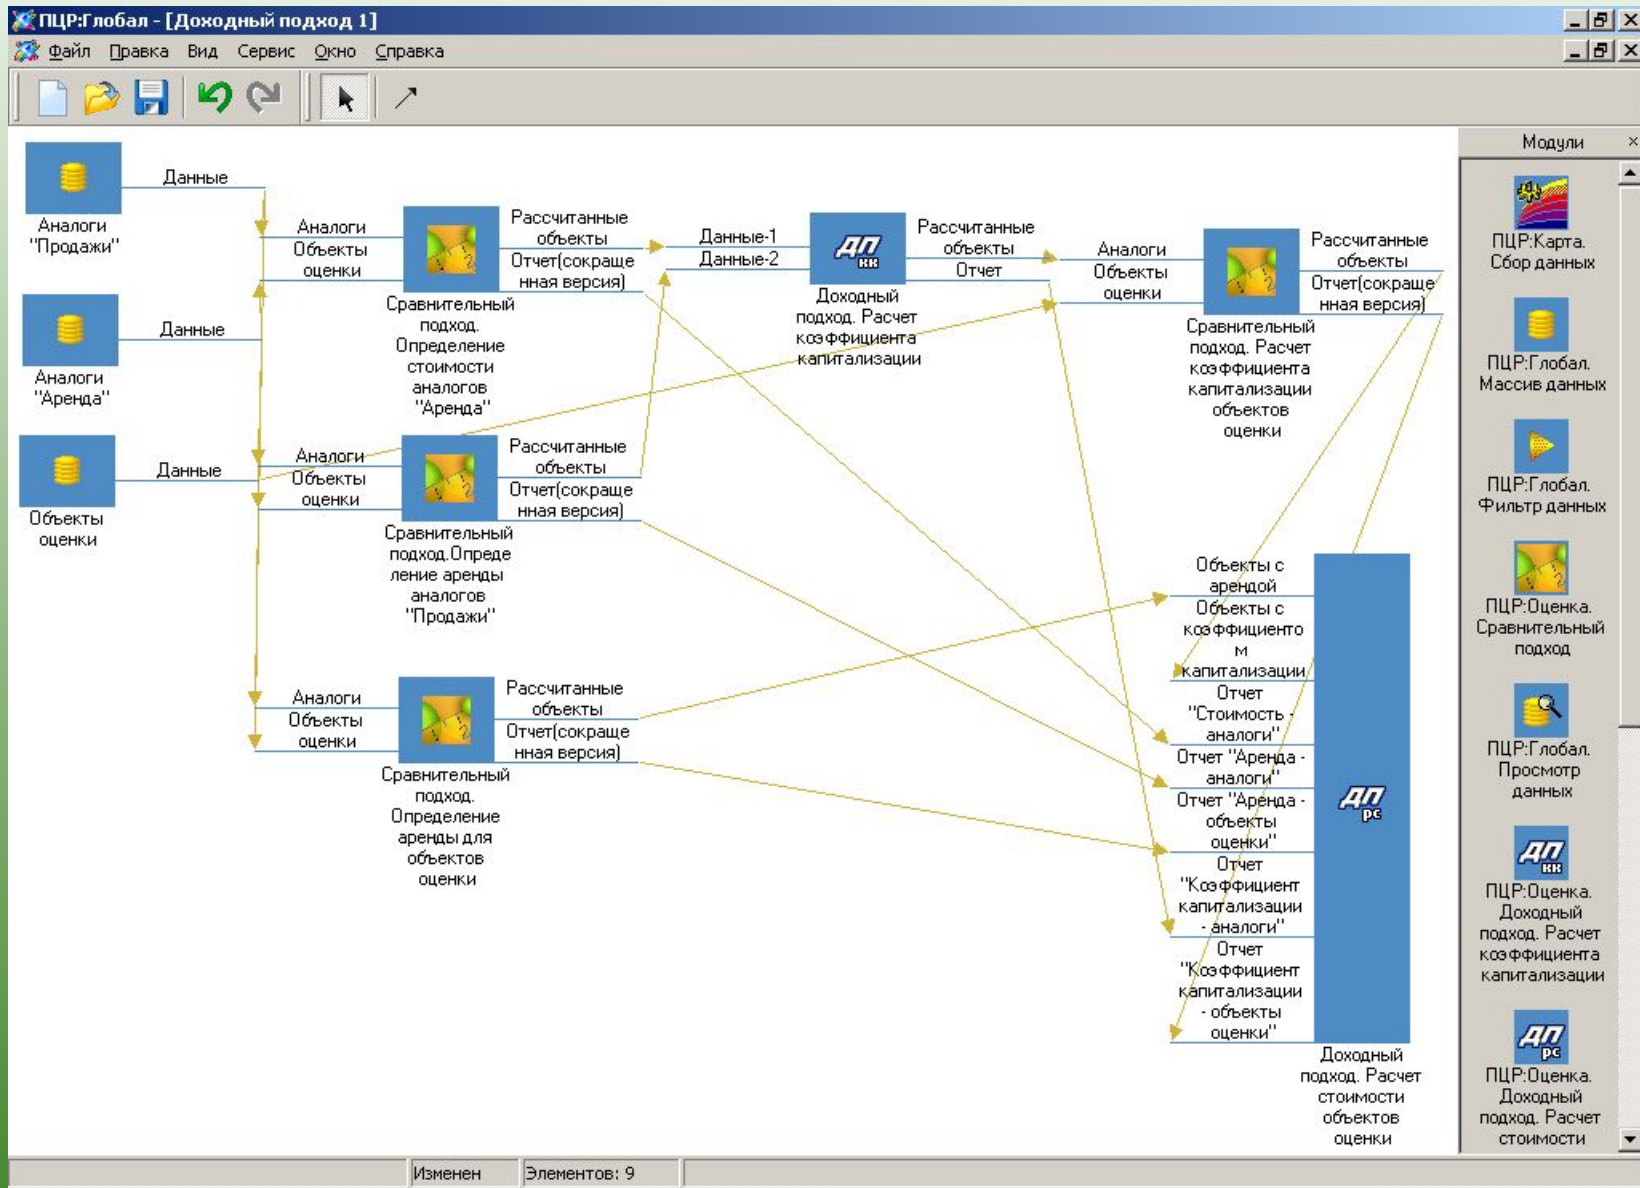 ПЦР:Глобал - [Доходный подход 1]
Файл Правка Вид Сервис Окно Справка
Данные
Аналоги
"Продажи"
Данные
Аналоги
"Аренда"
Данные
Объекты
оценки
Аналоги
Объекты
оценки
Рассчитанные
объекты
Отчет(сокраще
нная версия)
Сравнительный
подход.
Определение
стоимости
аналогов
"Аренда"
Аналоги
Объекты
оценки
Рассчитанные
объекты
Отчет(сокраще
нная версия)
Сравнительный
подход.Опреде
ление аренды
аналогов
"Продажи"
Аналоги
Объекты
оценки
Рассчитанные
объекты
Отчет(сокраще
нная версия)
Сравнительный
подход.
Определение
аренды для
объектов
оценки
Данные-1
Данные-2
ДП
КК
Рассчитанные
объекты
Отчет
Доходный
подход. Расчет
коэффициента
капитализации
Аналоги
Объекты
оценки
Рассчитанные
объекты
Отчет(сокраще
нная версия)
Сравнительный
подход. Расчет
коэффициента
капитализации
объектов
оценки
Объекты с
арендой
Объекты с
коэффициенто
м
капитализации
Отчет
"Стоимость -
аналоги"
Отчет "Аренда -
аналоги"
Отчет "Аренда -
объекты
оценки"
Отчет
"Коэффициент
капитализации
- аналоги"
Отчет
"Коэффициент
капитализации
- объекты
оценки"
ДП
РС
Доходный
подход. Расчет
стоимости
объектов
оценки
Модули
ПЦР:Карта.
Сбор данных
ПЦР:Глобал.
Массив данных
ПЦР:Глобал.
Фильтр данных
ПЦР:Оценка.
Сравнительный
подход
ПЦР:Глобал.
Просмотр
данных
ДП
КК
ПЦР:Оценка.
Доходный
подход. Расчет
коэффициента
капитализации
ДП
РС
ПЦР:Оценка.
Доходный
подход. Расчет
стоимости
Изменен
Элементов: 9